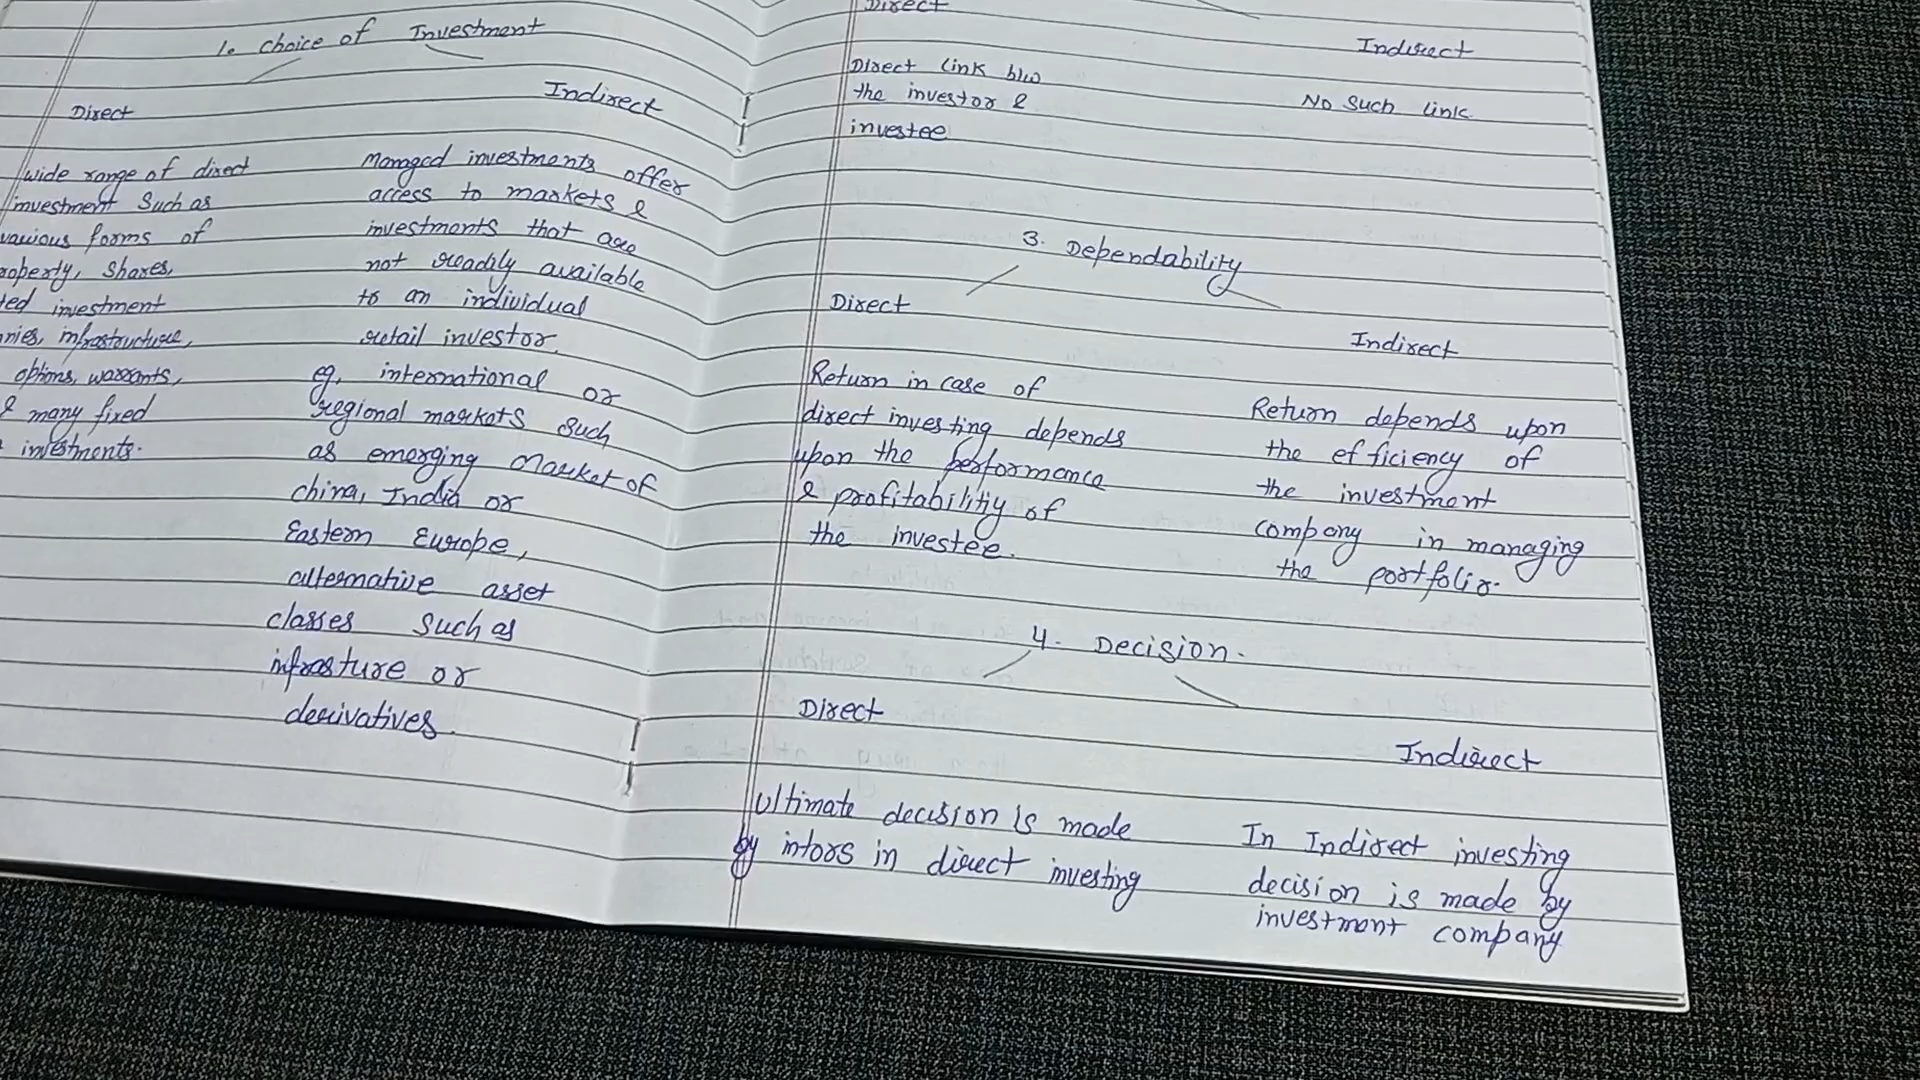 1. choice of Investment
Direct
Indirect
wide range of direct
investment Such as
various forms of
roperty, shares,
ted investment
nies, infrastructure,
options, warrants,
& many fixed
investments.
Managed investments offer
access to markets &
investments that are
not readily available
to an individual
retail investor.
eg. international or
regional markets such
as emerging market of
china, India or
Eastern Europe,
alternative asset
classes such as
infrasture or
derivatives.
Direct
Indirect
Direct link b/w
the investor &
investee
No Such link
3. Dependability
Direct
Indirect
Return in case of
direct investing depends
upon the performance
& profitabilitiy of
the investee.
Return depends upon
the efficiency of
the investment
company in managing
the portfolio.
4. Decision.
Direct
Indirect
Ultimate decision is made
by intors in direct investing
In Indirect investing
decision is made by
investment company